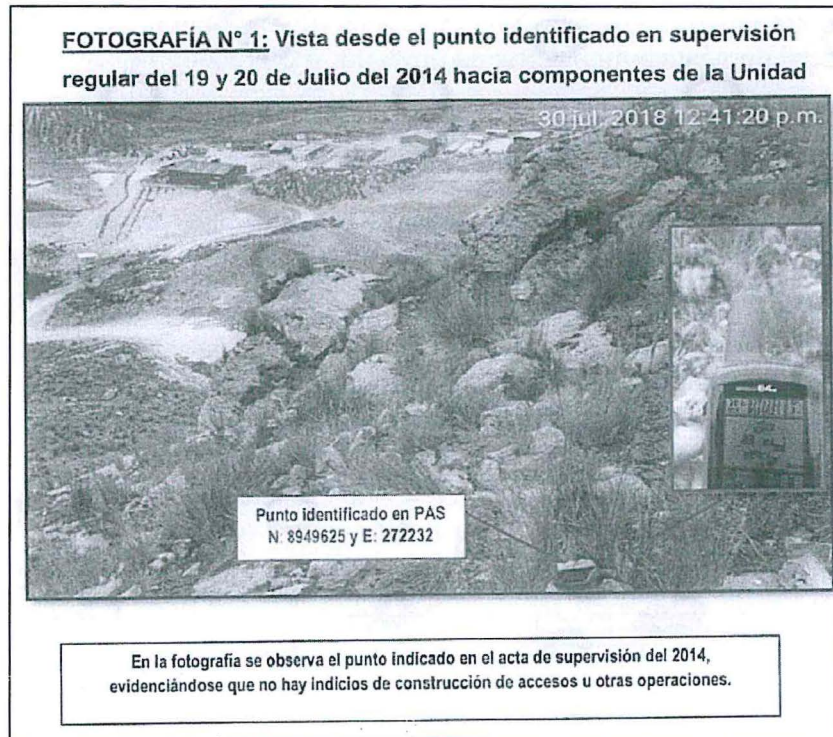 FOTOGRAFÍA N° 1: Vista desde el punto identificado en supervisión
regular del 19 y 20 de Julio del 2014 hacia componentes de la Unidad
30 jul. 2018 12:41:20 p.m.
Punto identificado en PAS
N: 8949625 y E: 272232
En la fotografía se observa el punto indicado en el acta de supervisión del 2014,
evidenciándose que no hay indicios de construcción de accesos u otras operaciones.